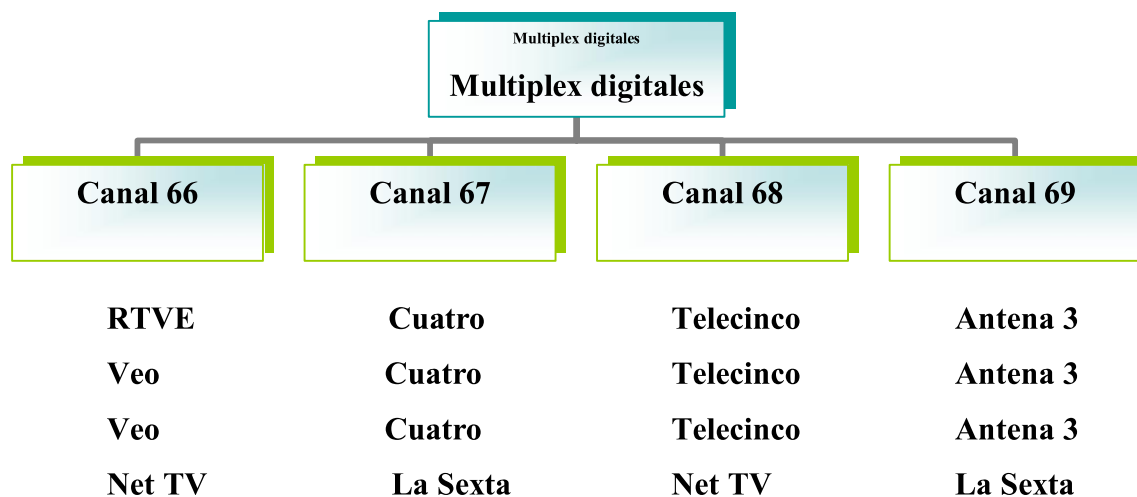 Multiplex digitales
Multiplex digitales
Canal 66
Canal 67
Canal 68
Canal 69
RTVE
Cuatro
Telecinco
Antena 3
Veo
Cuatro
Telecinco
Antena 3
Veo
Cuatro
Telecinco
Antena 3
Net TV
La Sexta
Net TV
La Sexta